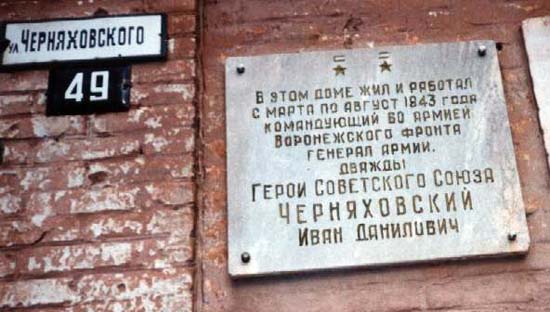 ул. Черняховского
49
В этом доме жил и работал
с марта по август 1943 года
командующий 60 армией
Воронежского фронта
генерал армии.
дважды
Герой Советского Союза
Черняховский
Иван Данилович